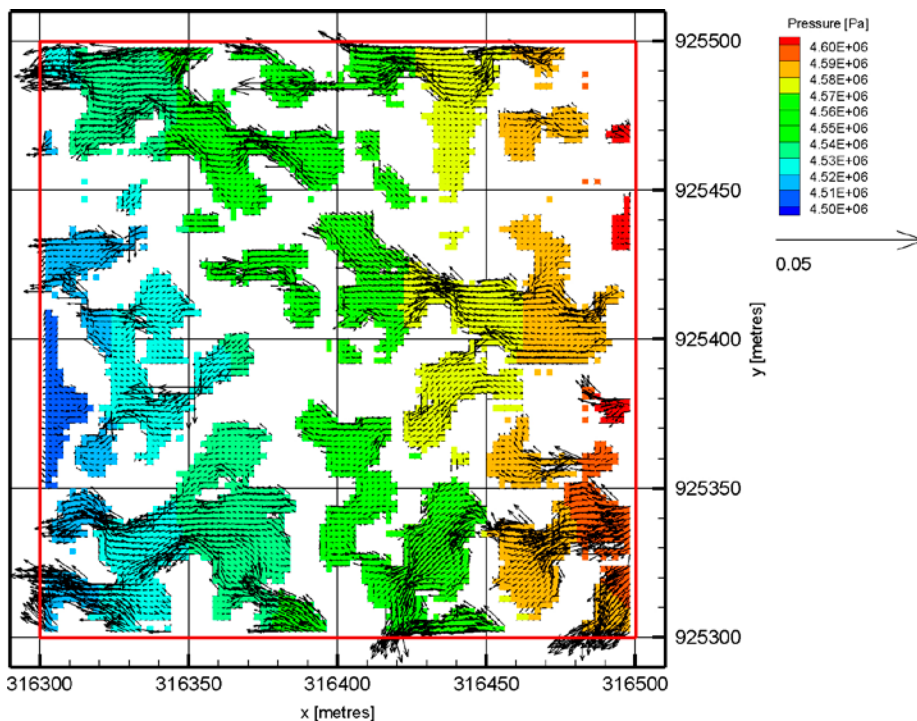 925500
925450
925400
925350
925300
y [metres]
316300 316350 316400 316450 316500
x [metres]
Pressure [Pa]
4.60E+06
4.59E+06
4.58E+06
4.57E+06
4.56E+06
4.55E+06
4.54E+06
4.53E+06
4.52E+06
4.51E+06
4.50E+06
0.05